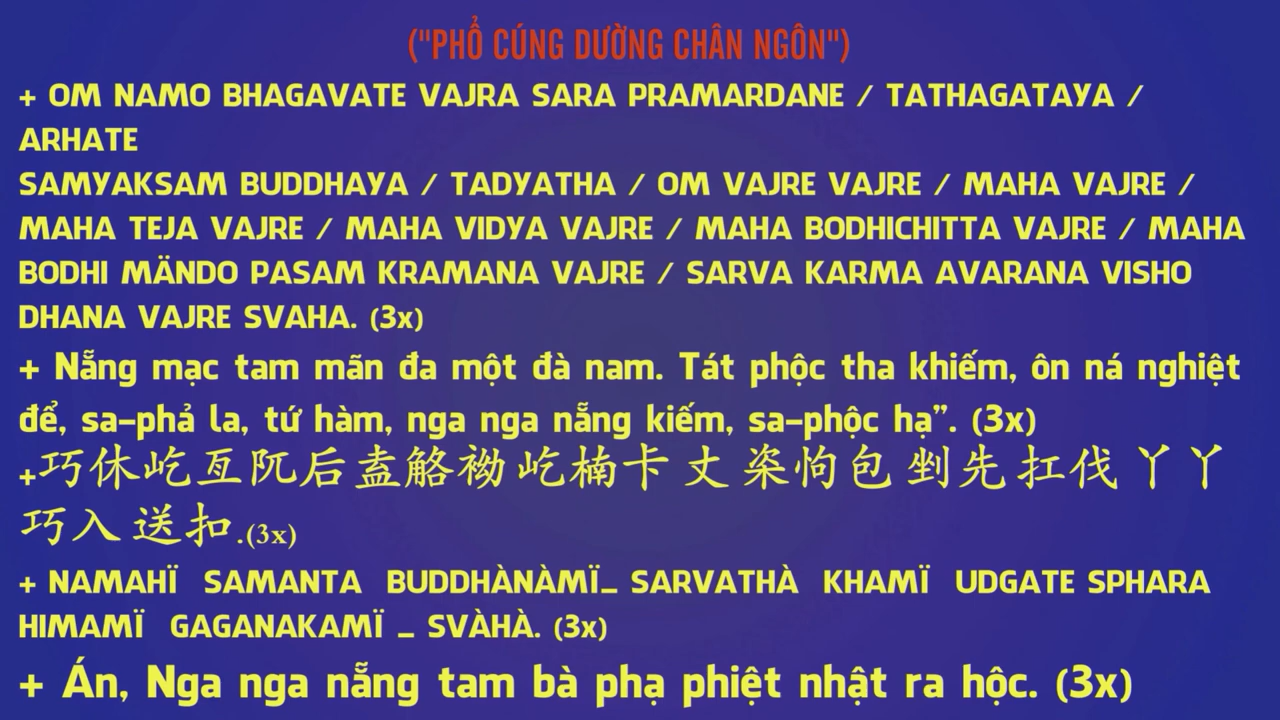 ("PHỔ CÚNG DƯỜNG CHÂN NGÔN")
+ OM NAMO BHAGAVATE VAJRA SARA PRAMARDANE / TATHAGATAYA /
ARHATE
SAMYAKSAM BUDDHAYA / TADYATHA / OM VAJRE VAJRE / MAHA VAJRE /
MAHA TEJA VAJRE / MAHA VIDYA VAJRE / MAHA BODHICHITTA VAJRE / MAHA
BODHI MÄNDO PASAM KRAMANA VAJRE / SARVA KARMA AVARANA VISHO
DHANA VAJRE SVAHA. (3x)
+ Nẵng mạc tam mãn đa một đà nam. Tát phộc tha khiếm, ôn ná nghiệt
để, sa-phả la, tứ hàm, nga nga nẵng kiếm, sa-phộc hạ”. (3x)
+巧休屹亙阢后盍觡袎 屹楠卡 丈 桼怐包 剉先 扛伐 丫丫
巧入 送扣.(3x)
+ NAMAHÏ SAMANTA BUDDHÀNÀMÏ_ SARVATHÀ KHAMÏ UDGATE SPHARA
HIMAMÏ GAGANAKAMÏ _ SVÀHÀ. (3x)
+ Án, Nga nga nẵng tam bà phạ phiệt nhật ra hộc. (3x)